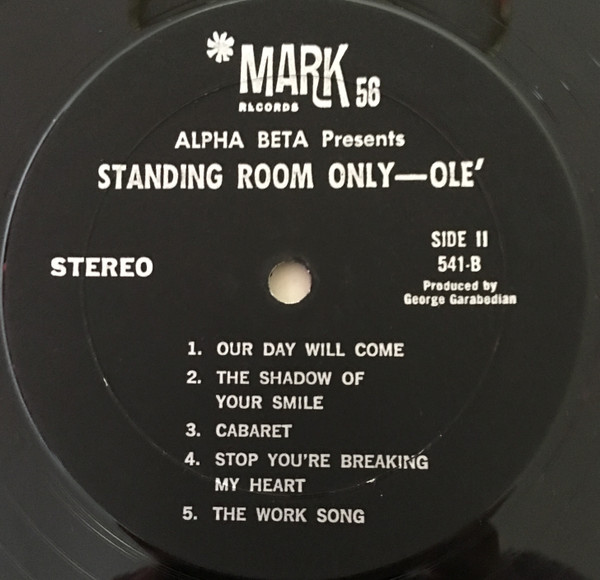 * MARK 56
RECORDS
ALPHA BETA Presents
STANDING ROOM ONLY—OLE'
STEREO
SIDE II
541-B
Produced by
George Garabedian
1. OUR DAY WILL COME
2. THE SHADOW OF
YOUR SMILE
3. CABARET
4. STOP YOU'RE BREAKING
MY HEART
5. THE WORK SONG